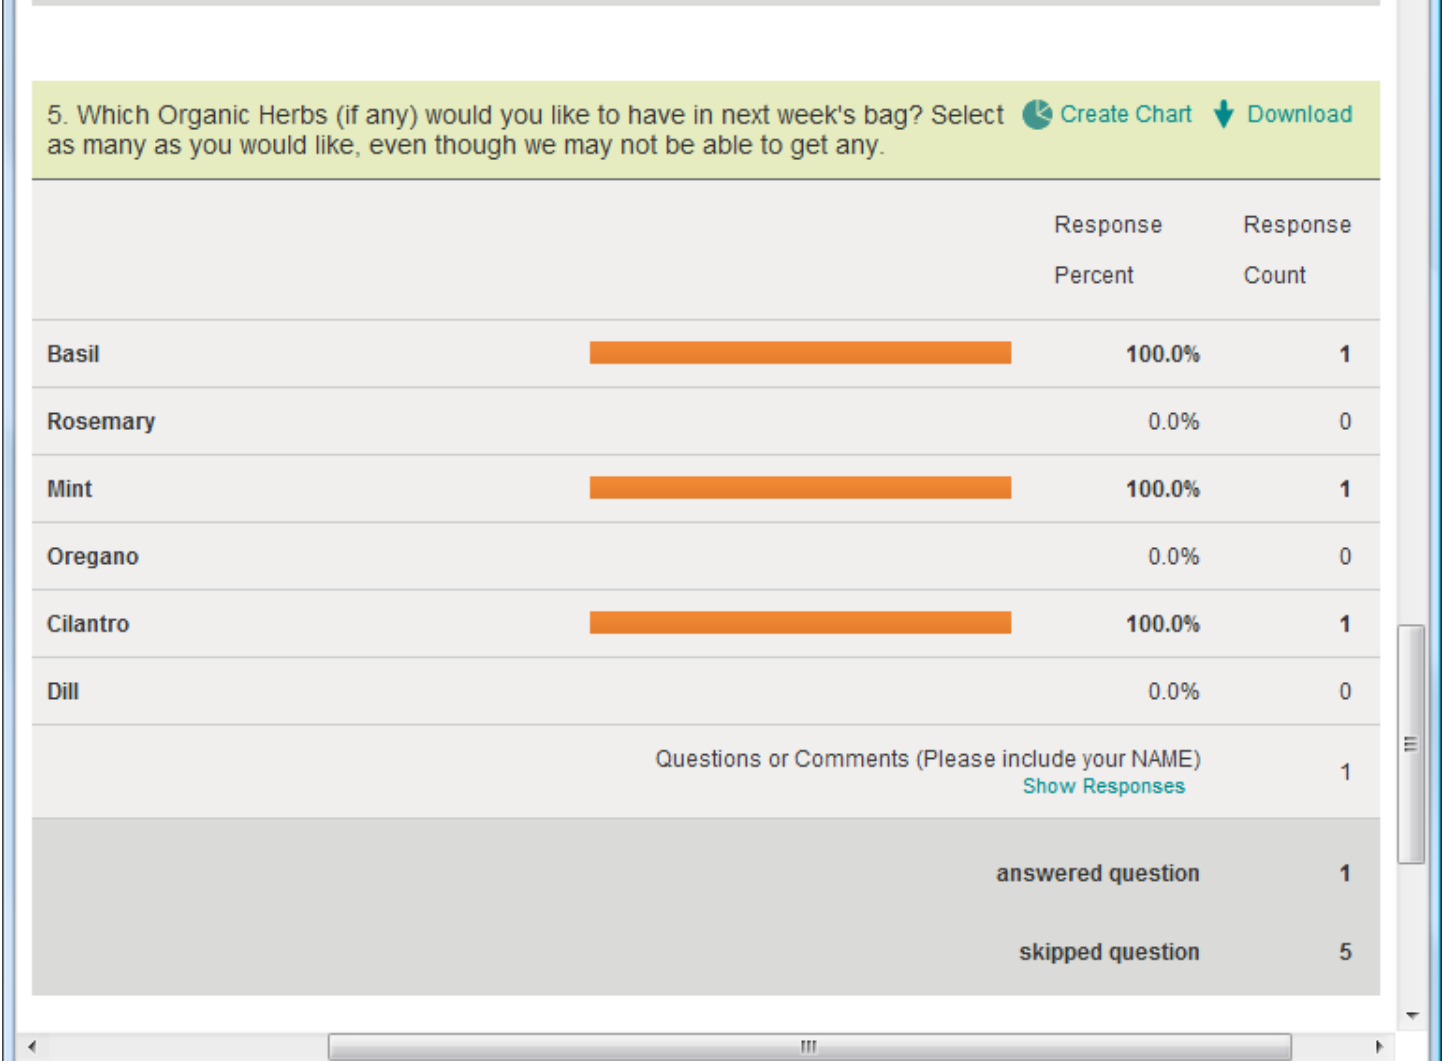 5. Which Organic Herbs (if any) would you like to have in next week's bag? Select
as many as you would like, even though we may not be able to get any.
Create Chart Download
Response Response
Percent Count
Basil 100.0% 1
Rosemary 0.0% 0
Mint 100.0% 1
Oregano 0.0% 0
Cilantro 100.0% 1
Dill 0.0% 0
Questions or Comments (Please include your NAME) 1
Show Responses
answered question 1
skipped question 5